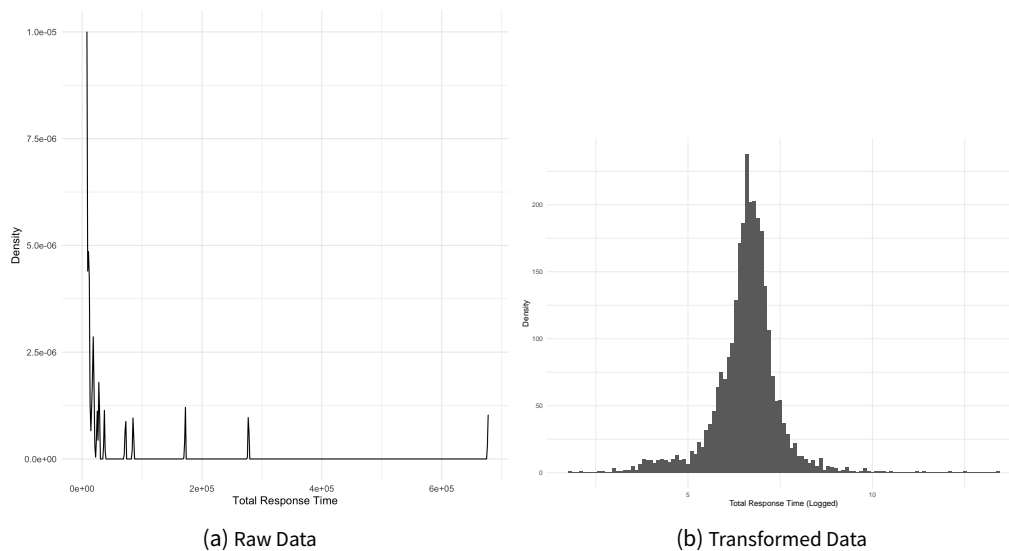 1.0e-05
7.5e-06
5.0e-06
2.5e-06
0.0e+00
Density
0e+00 2e+05 4e+05 6e+05
Total Response Time
(a) Raw Data
200
150
100
50
0
Density
5 10
Total Response Time (Logged)
(b) Transformed Data